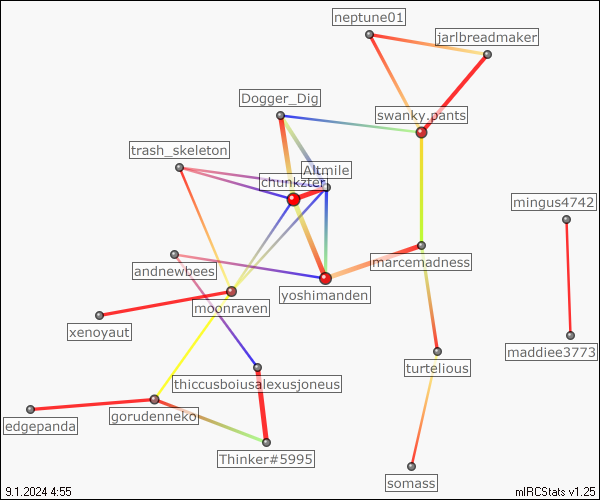 neptune01
jarlbreadmaker
Dogger_Dig
swanky.pants
trash_skeleton
Altmile
chunkzter
mingus4742
andnewbees
marcemadness
yoshimanden
moonraven
xenoyaut
maddiee3773
turtelious
thiccusboiusalexusjoneus
gorudenneko
edgepanda
Thinker#5995
somass
9.1.2024 4:55
mIRCStats v1.25